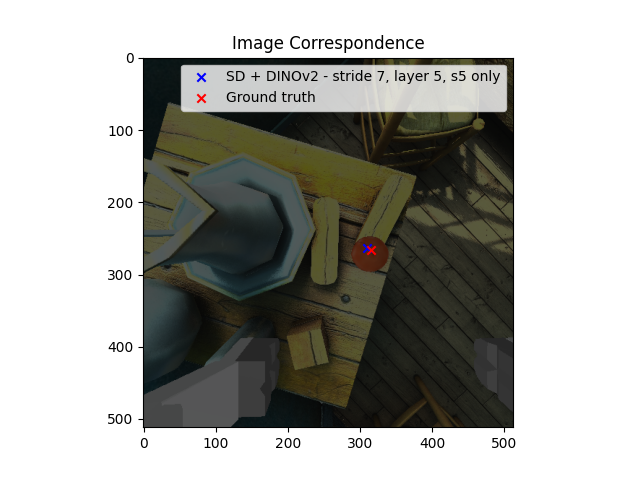 Image Correspondence
SD + DINOv2 - stride 7, layer 5, s5 only
Ground truth
0
100
200
300
400
500
0 100 200 300 400 500